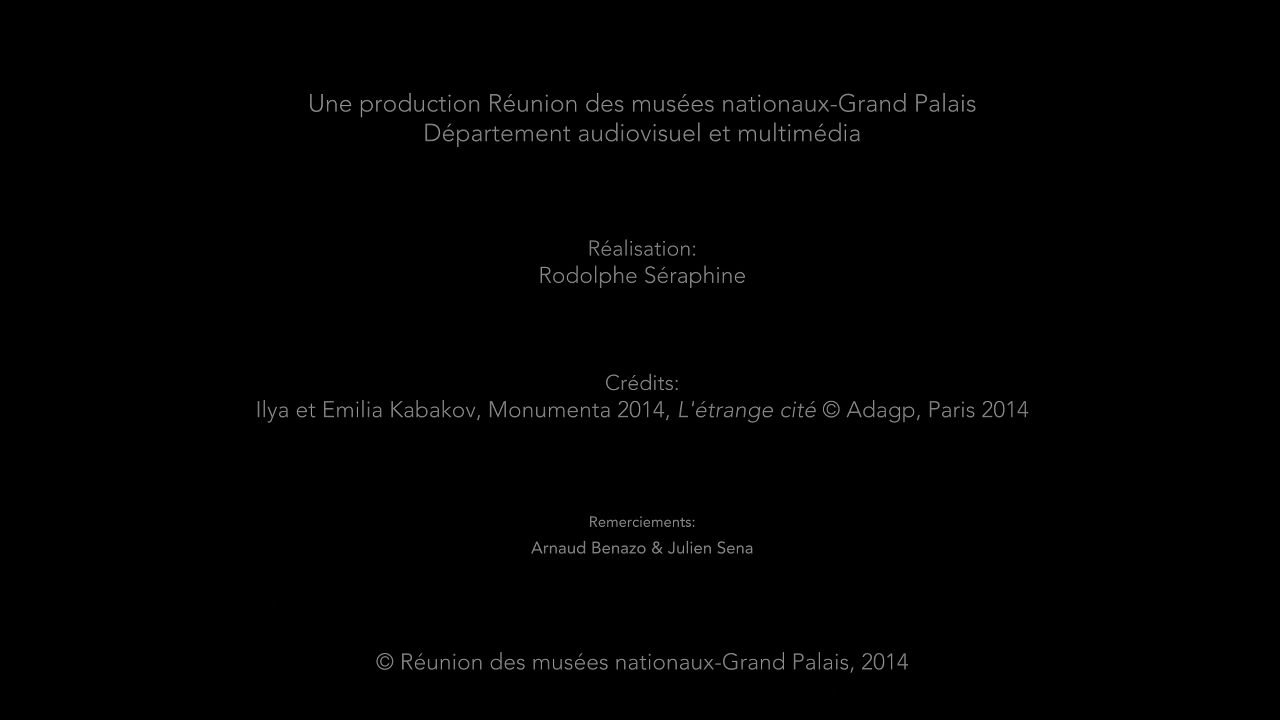 Une production Réunion des musées nationaux-Grand Palais
Département audiovisuel et multimédia
Réalisation:
Rodolphe Séraphine
Crédits:
Ilya et Emilia Kabakov, Monumenta 2014, L'étrange cité © Adagp, Paris 2014
Remerciements:
Arnaud Benazo & Julien Sena
© Réunion des musées nationaux-Grand Palais, 2014